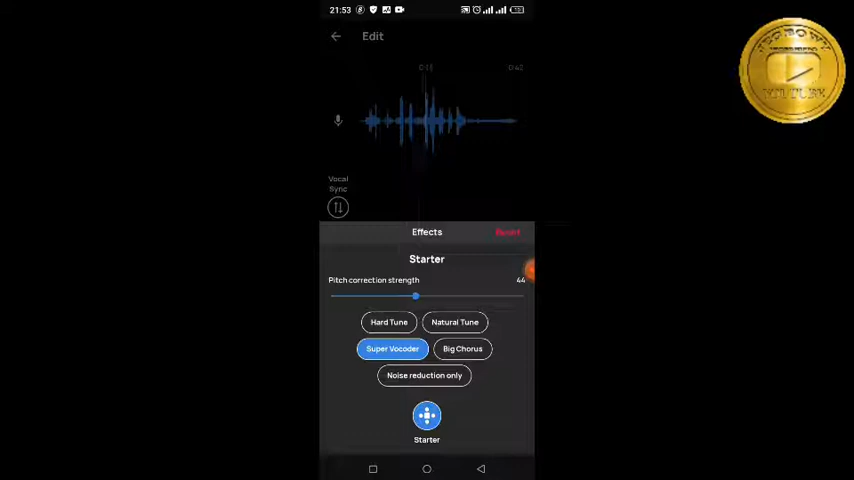 21:53
Edit
0:42
Vocal
Sync
Effects
Reset
Starter
Pitch correction strength
44
Hard Tune
Natural Tune
Super Vocoder
Big Chorus
Noise reduction only
Starter
YOUTUBE